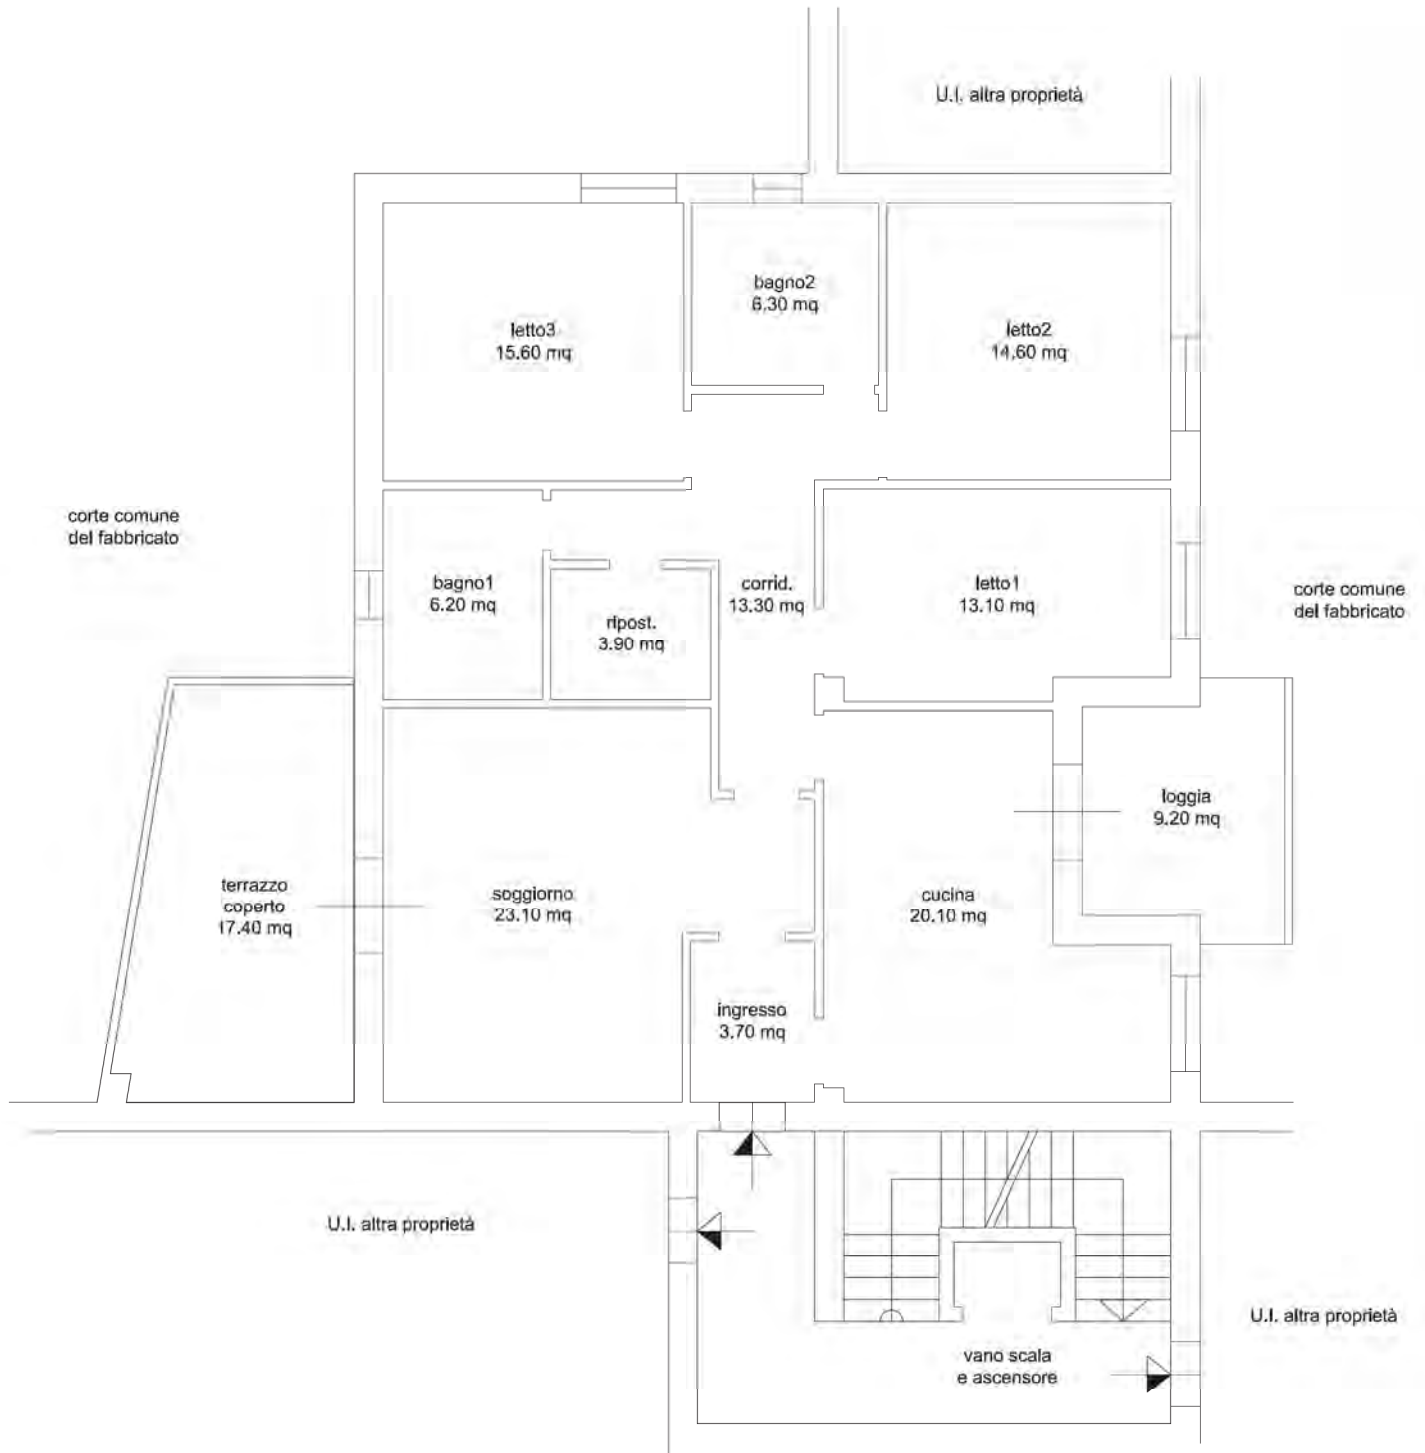 U.I. altra proprietà
bagno2
6.30 mq
letto3
15.60 mq
letto2
14.60 mq
corte comune
del fabbricato
bagno1
6.20 mq
ripost.
3.90 mq
corrid.
13.30 mq
letto1
13.10 mq
corte comune
del fabbricato
loggia
9.20 mq
terrazzo
coperto
17.40 mq
soggiorno
23.10 mq
cucina
20.10 mq
ingresso
3.70 mq
U.I. altra proprietà
U.I. altra proprietà
vano scala
e ascensore